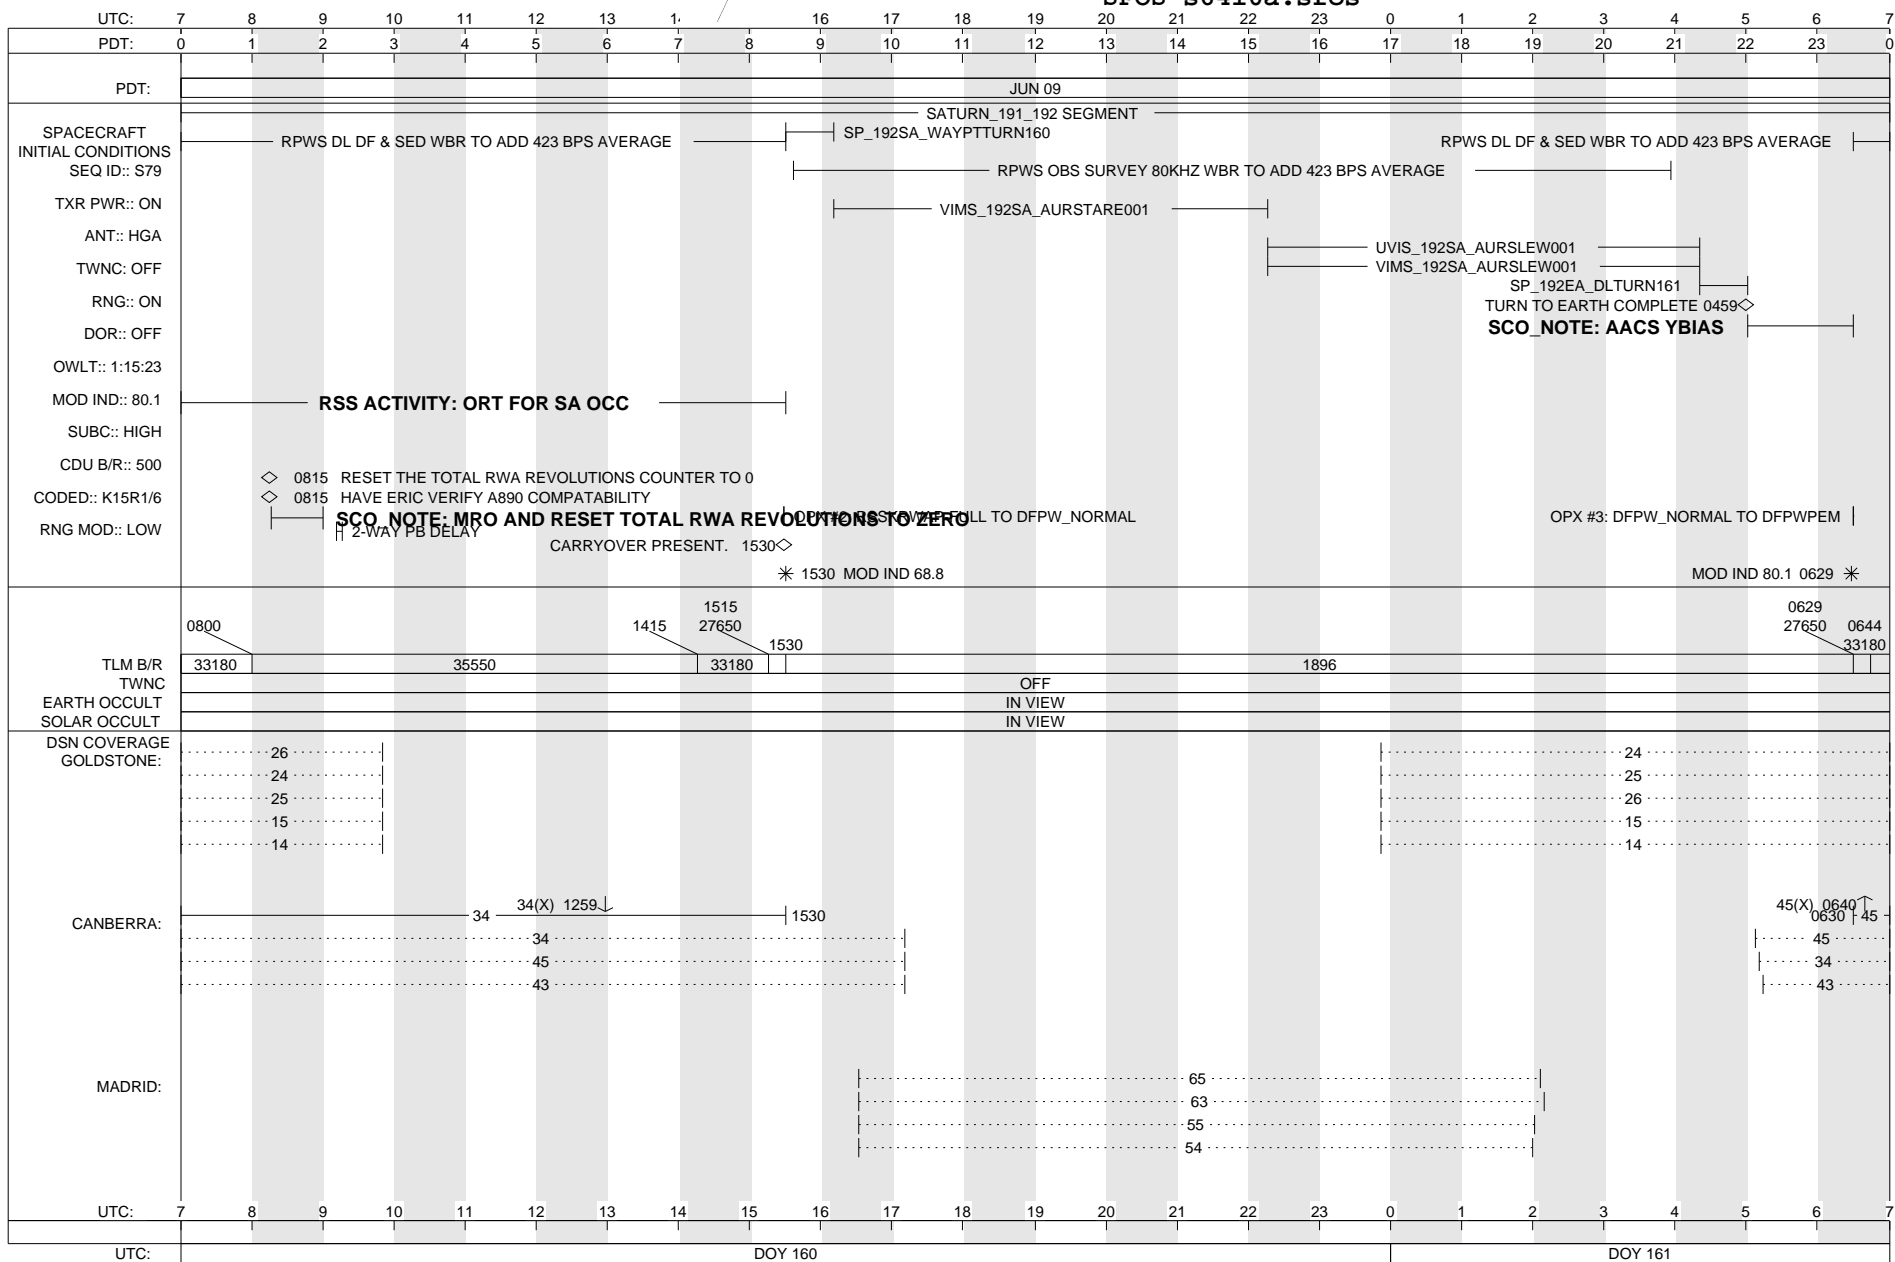 UTC: 7 8 9 10 11 12 13 16 17 18 19 20 21 22 23 0 1 2 3 4 5 6 7
PDT: 0 1 2 3 4 5 6 7 8 9 10 11 12 13 14 15 16 17 18 19 20 21 22 23 0
PDT: JUN 09
SATURN_191_192 SEGMENT
SPACECRAFT
INITIAL CONDITIONS
RPWS DL DF & SED WBR TO ADD 423 BPS AVERAGE
SP_192SA_WAYPTTURN160
RPWS DL DF & SED WBR TO ADD 423 BPS AVERAGE
SEQ ID:: S79
RPWS OBS SURVEY 80KHZ WBR TO ADD 423 BPS AVERAGE
TXR PWR:: ON
VIMS_192SA_AURSTARE001
ANT:: HGA
UVIS_192SA_AURSLEW001
TWNC: OFF
VIMS_192SA_AURSLEW001
SP_192EA_DLTURN161
RNG:: ON
TURN TO EARTH COMPLETE 0459
DOR:: OFF
SCO_NOTE: AACS YBIAS
OWLT:: 1:15:23
MOD IND:: 80.1
RSS ACTIVITY: ORT FOR SA OCC
SUBC:: HIGH
CDU B/R:: 500
0815 RESET THE TOTAL RWA REVOLUTIONS COUNTER TO 0
CODED:: K15R1/6
0815 HAVE ERIC VERIFY A890 COMPATABILITY
SCO_NOTE: MRO AND RESET TOTAL RWA REVOLUTIONS TO ZERO
TO DFPW_NORMAL
OPX #3: DFPW_NORMAL TO DFPWPEM
RNG MOD:: LOW
2-WAY PB DELAY
CARRYOVER PRESENT. 1530
1530 MOD IND 68.8
MOD IND 80.1 0629
0800
1415
1515
27650
1530
0629
27650
0644
33180
TLM B/R 33180 35550 33180 1896
TWNC OFF
EARTH OCCULT IN VIEW
SOLAR OCCULT IN VIEW
DSN COVERAGE
GOLDSTONE:
26 24
24 25
25 26
15 15
14 14
CANBERRA:
34(X) 1259
34 1530
45(X) 0640
0630 45
34 45
45 34
43 43
MADRID:
65
63
55
54
UTC: 7 8 9 10 11 12 13 14 15 16 17 18 19 20 21 22 23 0 1 2 3 4 5 6 7
UTC: DOY 160 DOY 161